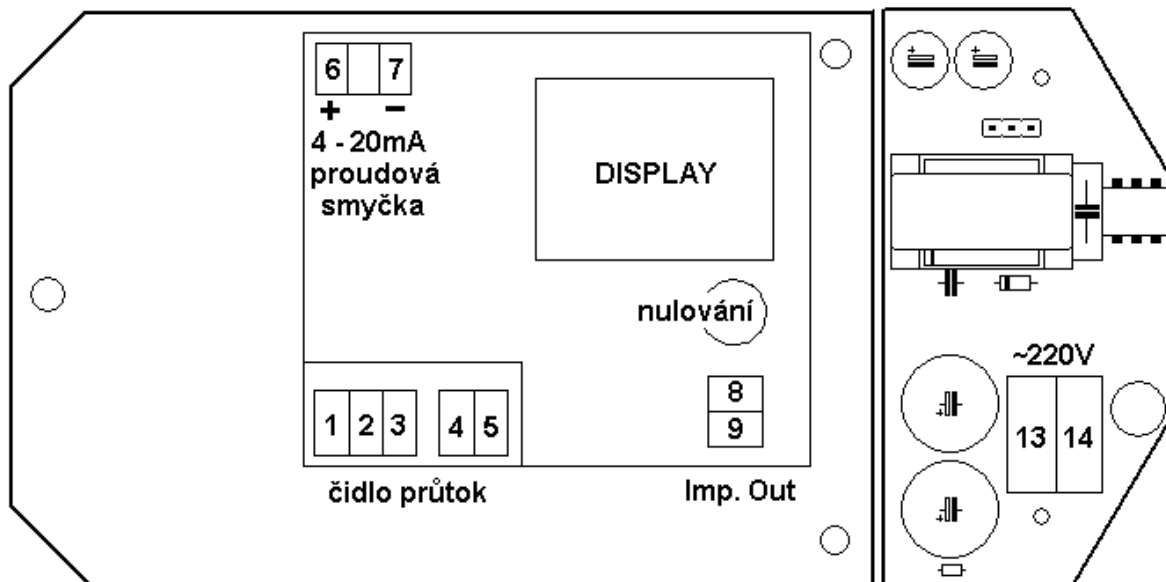 6 7
+ −
4 - 20mA
proudová
smyčka
DISPLAY
nulování
~220V
8
9
1 2 3 4 5
13 14
čidlo průtok
Imp. Out